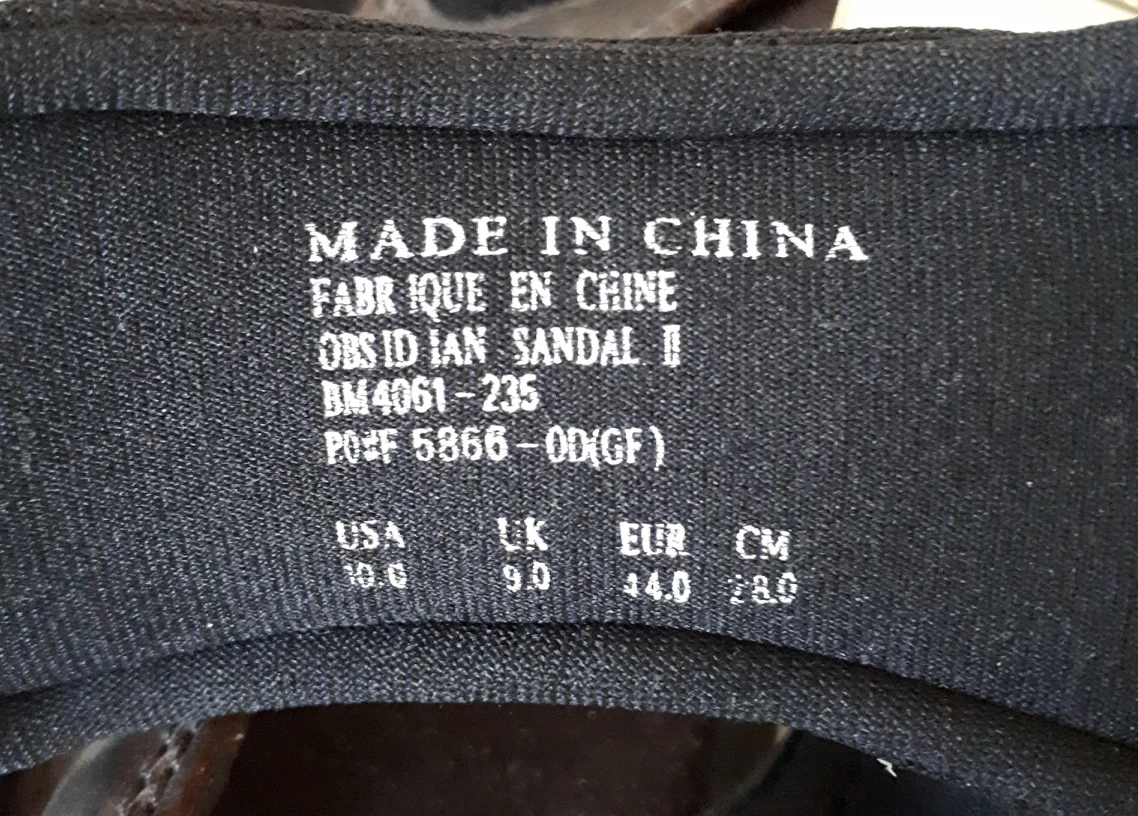 MADE IN CHINA
FABRIQUE EN CHINE
OBSIDIAN SANDAL II
BM4061-235
PO#F 5866-0D(GF)
USA UK EUR CM
10.0 9.0 44.0 28.0